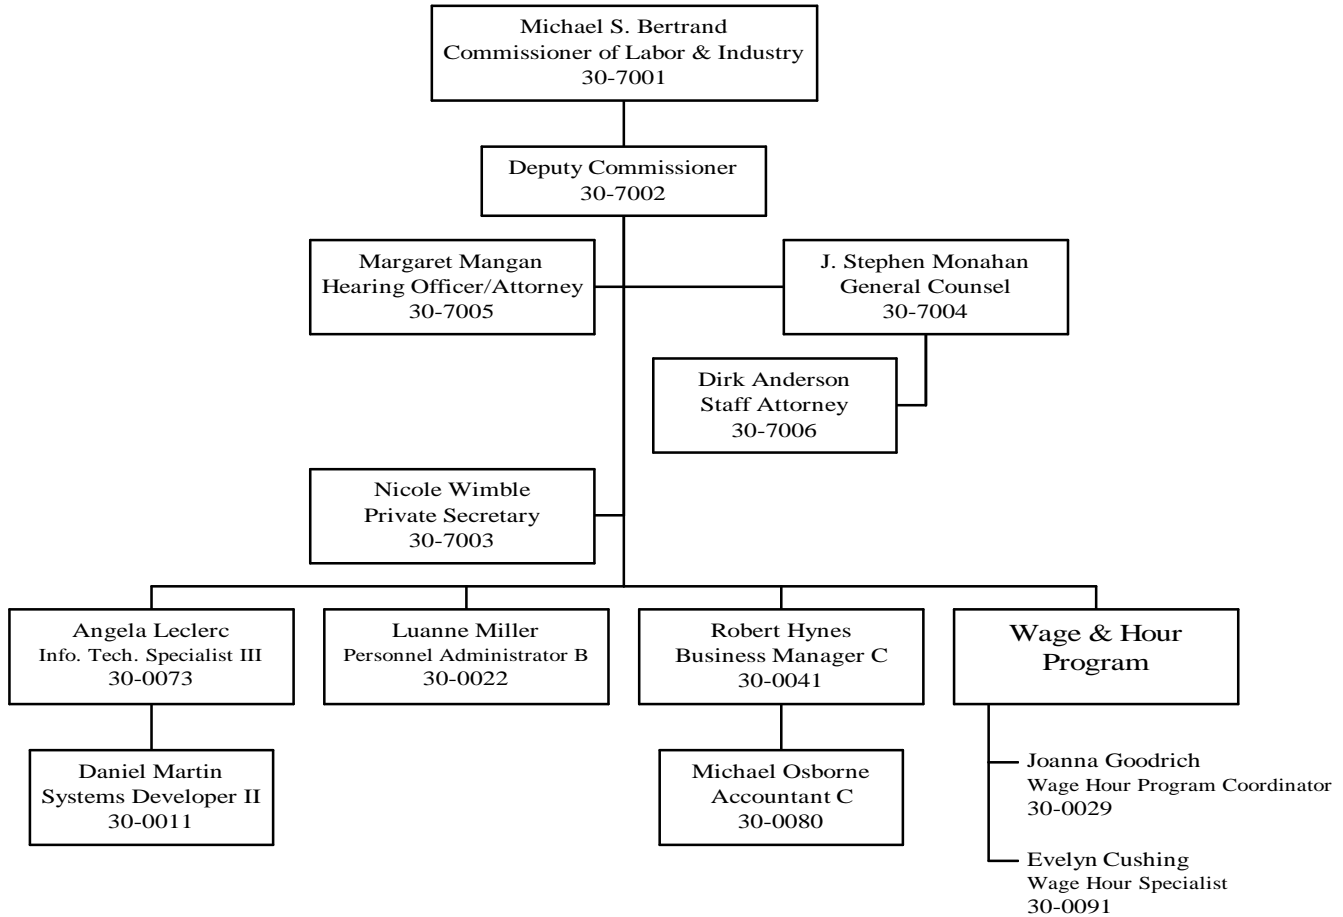 Michael S. Bertrand
Commissioner of Labor & Industry
30-7001
Deputy Commissioner
30-7002
Margaret Mangan
Hearing Officer/Attorney
30-7005
J. Stephen Monahan
General Counsel
30-7004
Dirk Anderson
Staff Attorney
30-7006
Nicole Wimble
Private Secretary
30-7003
Angela Leclerc
Info. Tech. Specialist III
30-0073
Luanne Miller
Personnel Administrator B
30-0022
Robert Hynes
Business Manager C
30-0041
Wage & Hour
Program
Daniel Martin
Systems Developer II
30-0011
Michael Osborne
Accountant C
30-0080
Joanna Goodrich
Wage Hour Program Coordinator
30-0029
Evelyn Cushing
Wage Hour Specialist
30-0091